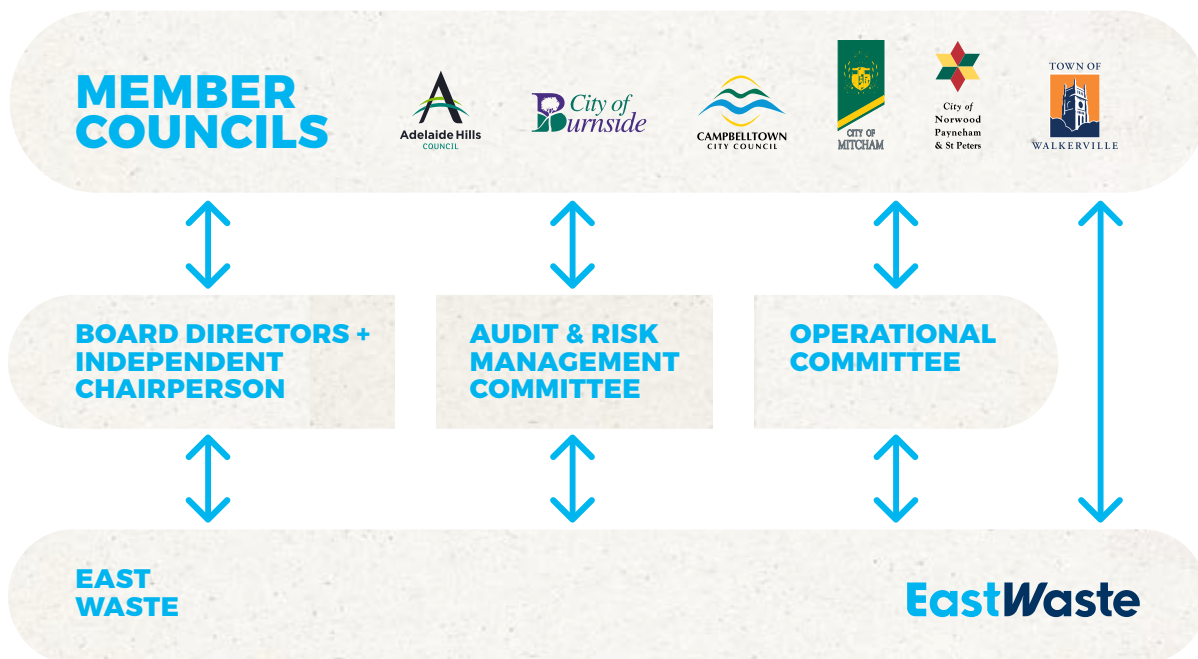 MEMBER
COUNCILS
Adelaide Hills
COUNCIL
City of
Burnside
CAMPBELLTOWN
CITY COUNCIL
CITY OF
MITCHAM
City of
Norwood
Payneham
& St Peters
TOWN OF
WALKERVILLE
BOARD DIRECTORS +
INDEPENDENT
CHAIRPERSON
AUDIT & RISK
MANAGEMENT
COMMITTEE
OPERATIONAL
COMMITTEE
EAST
WASTE
EastWaste